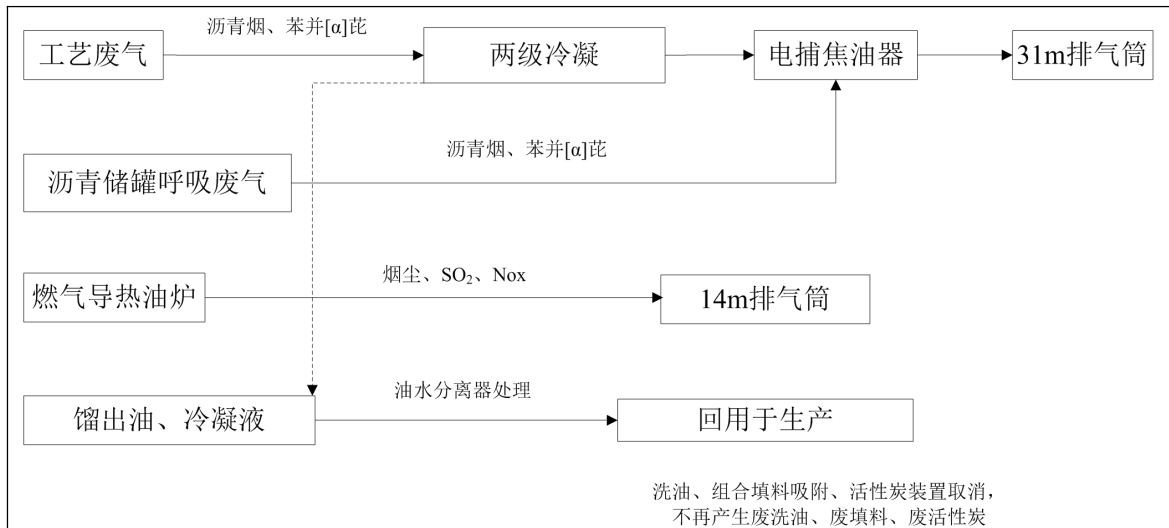 沥青烟、苯并[α]芘
工艺废气
两级冷凝
电捕焦油器
31m排气筒
沥青烟、苯并[α]芘
沥青储罐呼吸废气
烟尘、SO₂、Nox
燃气导热油炉
14m排气筒
油水分离器处理
馏出油、冷凝液
回用于生产
洗油、组合填料吸附、活性炭装置取消，
不再产生废洗油、废填料、废活性炭